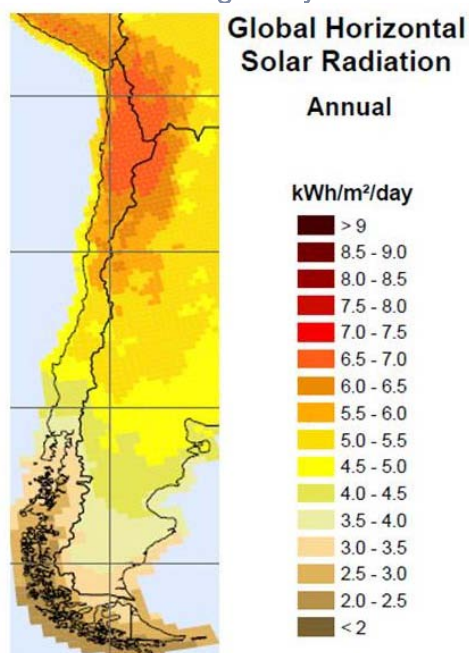 Global Horizontal
Solar Radiation
Annual
kWh/m²/day
> 9
8.5 - 9.0
8.0 - 8.5
7.5 - 8.0
7.0 - 7.5
6.5 - 7.0
6.0 - 6.5
5.5 - 6.0
5.0 - 5.5
4.5 - 5.0
4.0 - 4.5
3.5 - 4.0
3.0 - 3.5
2.5 - 3.0
2.0 - 2.5
< 2